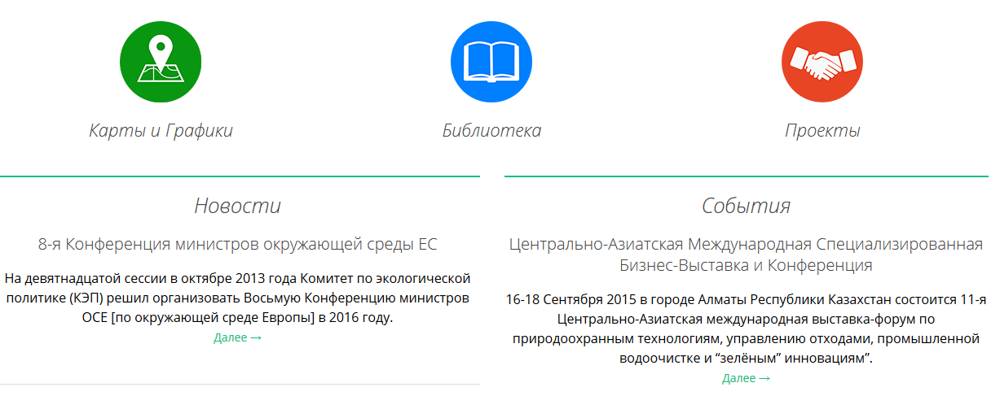 Карты и Графики
Библиотека
Проекты
Новости
8-я Конференция министров окружающей среды ЕС
На девятнадцатой сессии в октябре 2013 года Комитет по экологической
политике (КЭП) решил организовать Восьмую Конференцию министров
ОСЕ [по окружающей среде Европы] в 2016 году.
Далее →
События
Центрально-Азиатская Международная Специализированная
Бизнес-Выставка и Конференция
16-18 Сентября 2015 в городе Алматы Республики Казахстан состоится 11-я
Центрально-Азиатская международная выставка-форум по
природоохранным технологиям, управлению отходами, промышленной
водоочистке и “зелёным” инновациям”.
Далее →